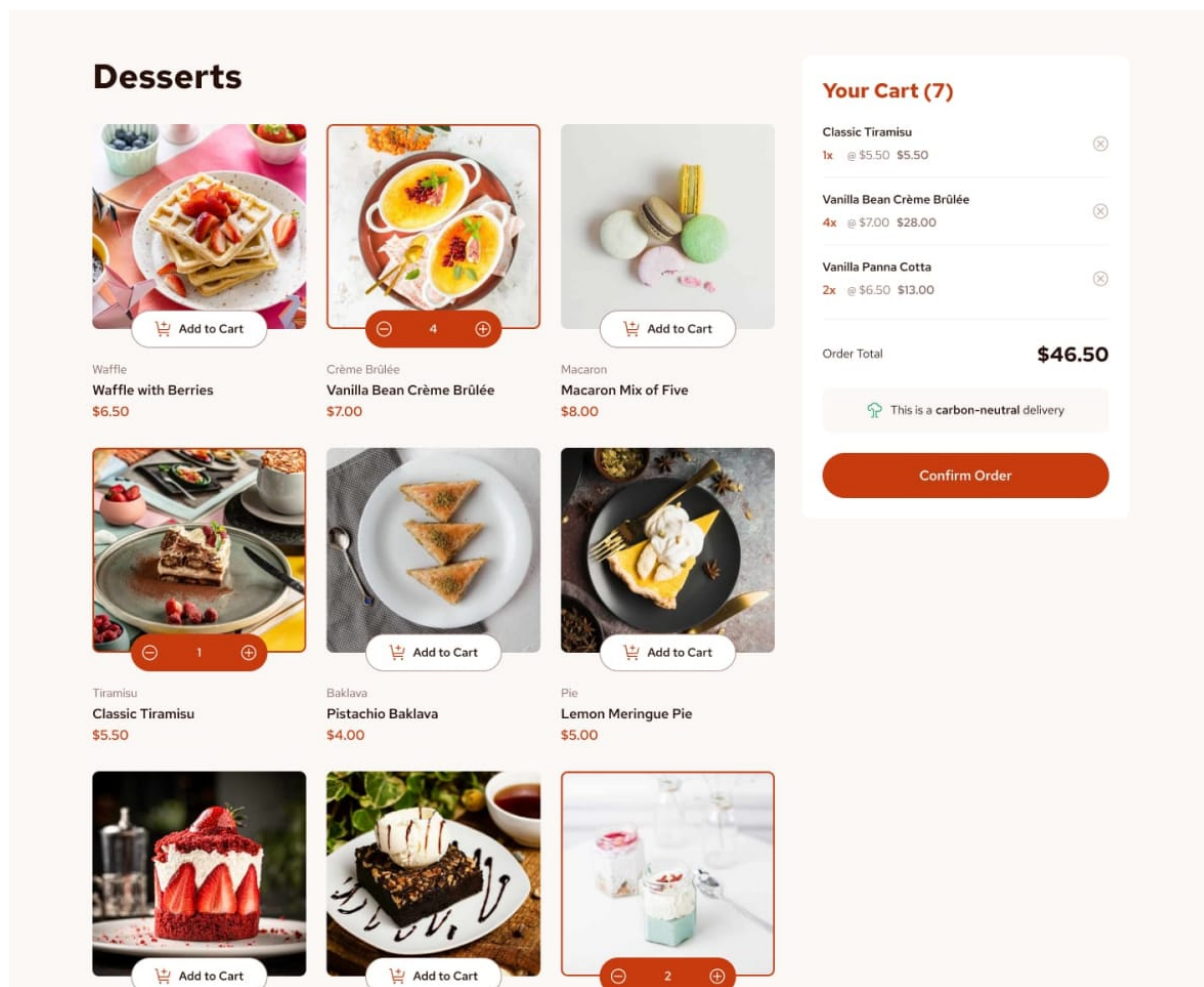 Desserts
Add to Cart
4
Add to Cart
Waffle
Waffle with Berries
$6.50
Crème Brûlée
Vanilla Bean Crème Brûlée
$7.00
Macaron
Macaron Mix of Five
$8.00
1
Add to Cart
Add to Cart
Tiramisu
Classic Tiramisu
$5.50
Baklava
Pistachio Baklava
$4.00
Pie
Lemon Meringue Pie
$5.00
Add to Cart
Add to Cart
2
Your Cart (7)
Classic Tiramisu
1x @ $5.50 $5.50
Vanilla Bean Crème Brûlée
4x @ $7.00 $28.00
Vanilla Panna Cotta
2x @ $6.50 $13.00
Order Total $46.50
This is a carbon-neutral delivery
Confirm Order